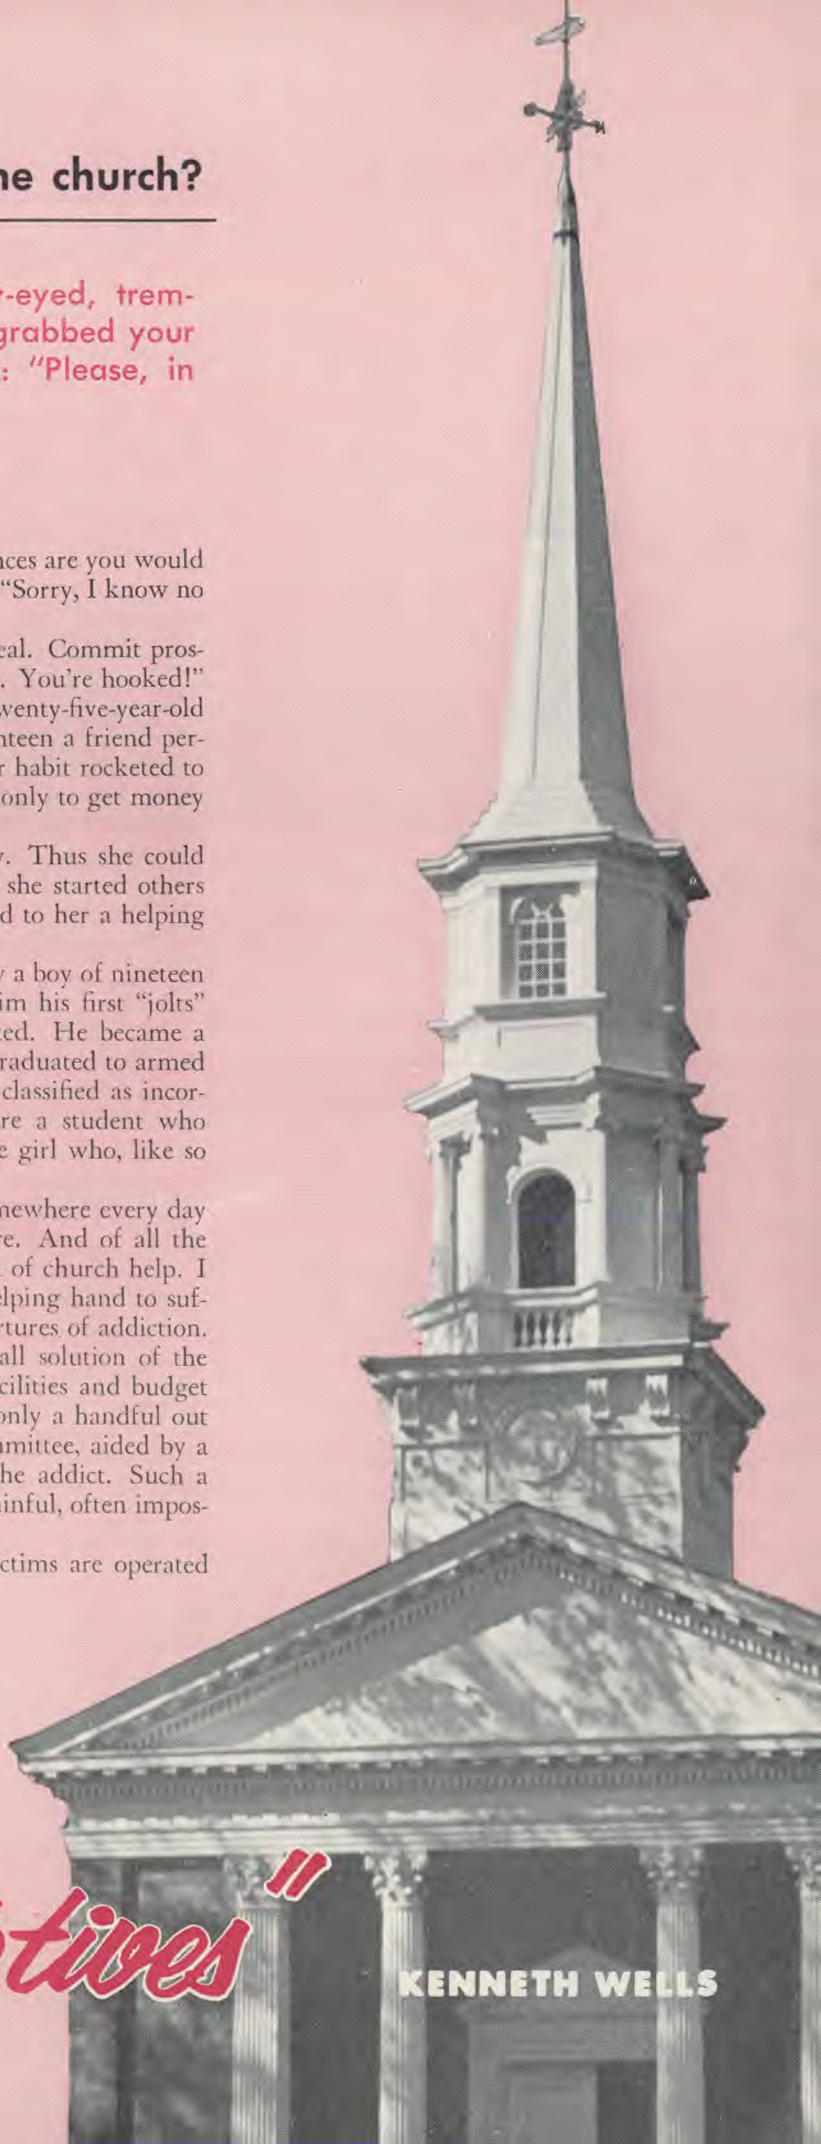 ne church?
-eyed, trem-
grabbed your
: "Please, in
nces are you would
"Sorry, I know no
eal. Commit pros-
. You're hooked!"
wenty-five-year-old
nteen a friend per-
r habit rocketed to
only to get money
y. Thus she could
she started others
d to her a helping
y a boy of nineteen
im his first "jolts"
ted. He became a
raduated to armed
classified as incor-
re a student who
e girl who, like so
mewhere every day
re. And of all the
of church help. I
elping hand to suf-
rtures of addiction.
all solution of the
cilities and budget
only a handful out
mmittee, aided by a
he addict. Such a
ainful, often impos-
ctims are operated
tives"
KENNETH WELLS